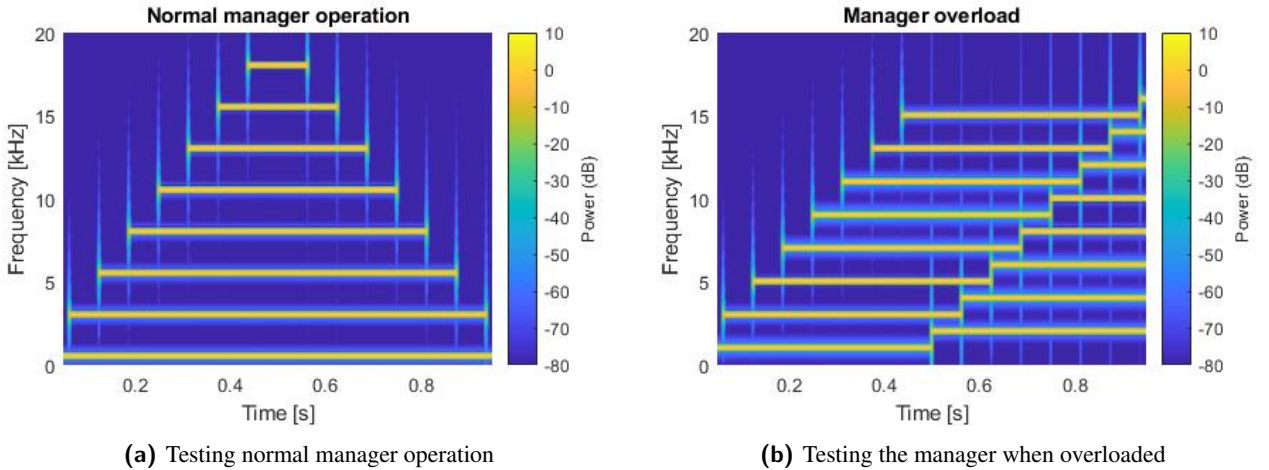 Normal manager operation
20
15
10
5
0
0.2 0.4 0.6 0.8
Frequency [kHz]
Time [s]
10
0
-10
-20
-30
-40
-50
-60
-70
-80
Power (dB)
(a) Testing normal manager operation
Manager overload
20
15
10
5
0
0.2 0.4 0.6 0.8
Frequency [kHz]
Time [s]
10
0
-10
-20
-30
-40
-50
-60
-70
-80
Power (dB)
(b) Testing the manager when overloaded